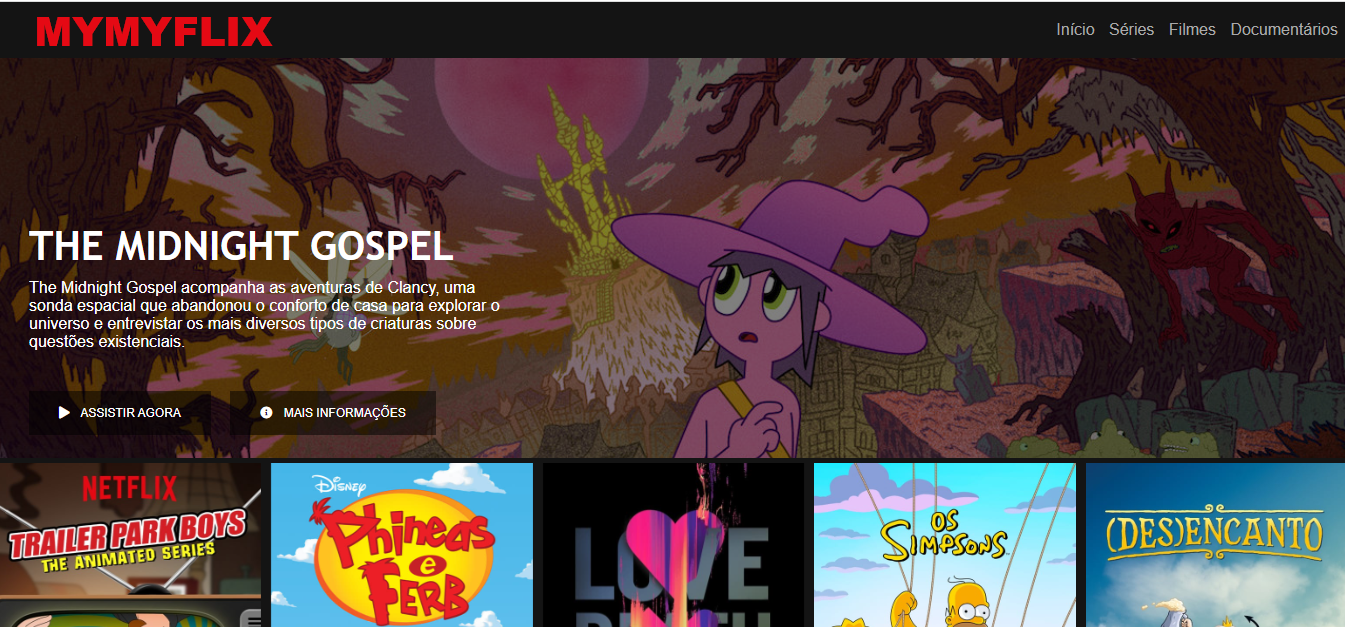 MYMYFLIX
Início Séries Filmes Documentários
THE MIDNIGHT GOSPEL
The Midnight Gospel acompanha as aventuras de Clancy, uma
sonda espacial que abandonou o conforto de casa para explorar o
universo e entrevistar os mais diversos tipos de criaturas sobre
questões existenciais.
ASSISTIR AGORA
MAIS INFORMAÇÕES
NETFLIX
TRAILER PARK BOYS
THE ANIMATED SERIES
Disney
Phineas
e
FERB
LOVE
OS
SIMPSONS
(DES)ENCANTO